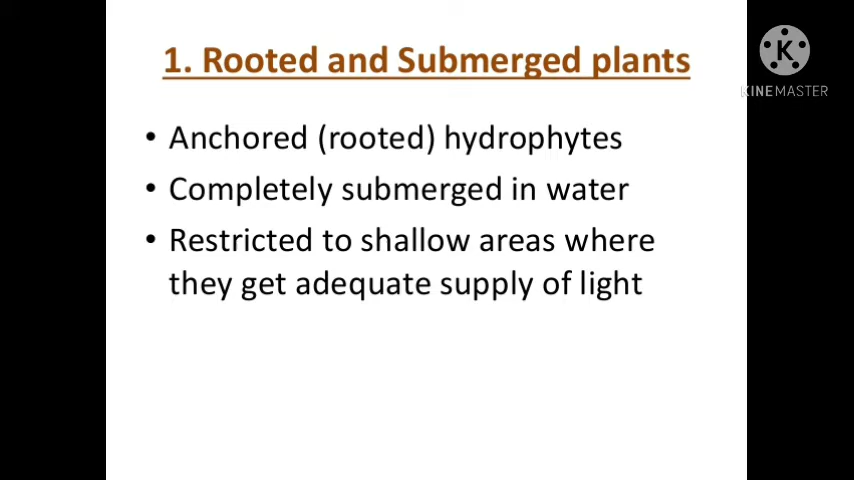 1. Rooted and Submerged plants
K
KINEMASTER
• Anchored (rooted) hydrophytes
• Completely submerged in water
• Restricted to shallow areas where
they get adequate supply of light